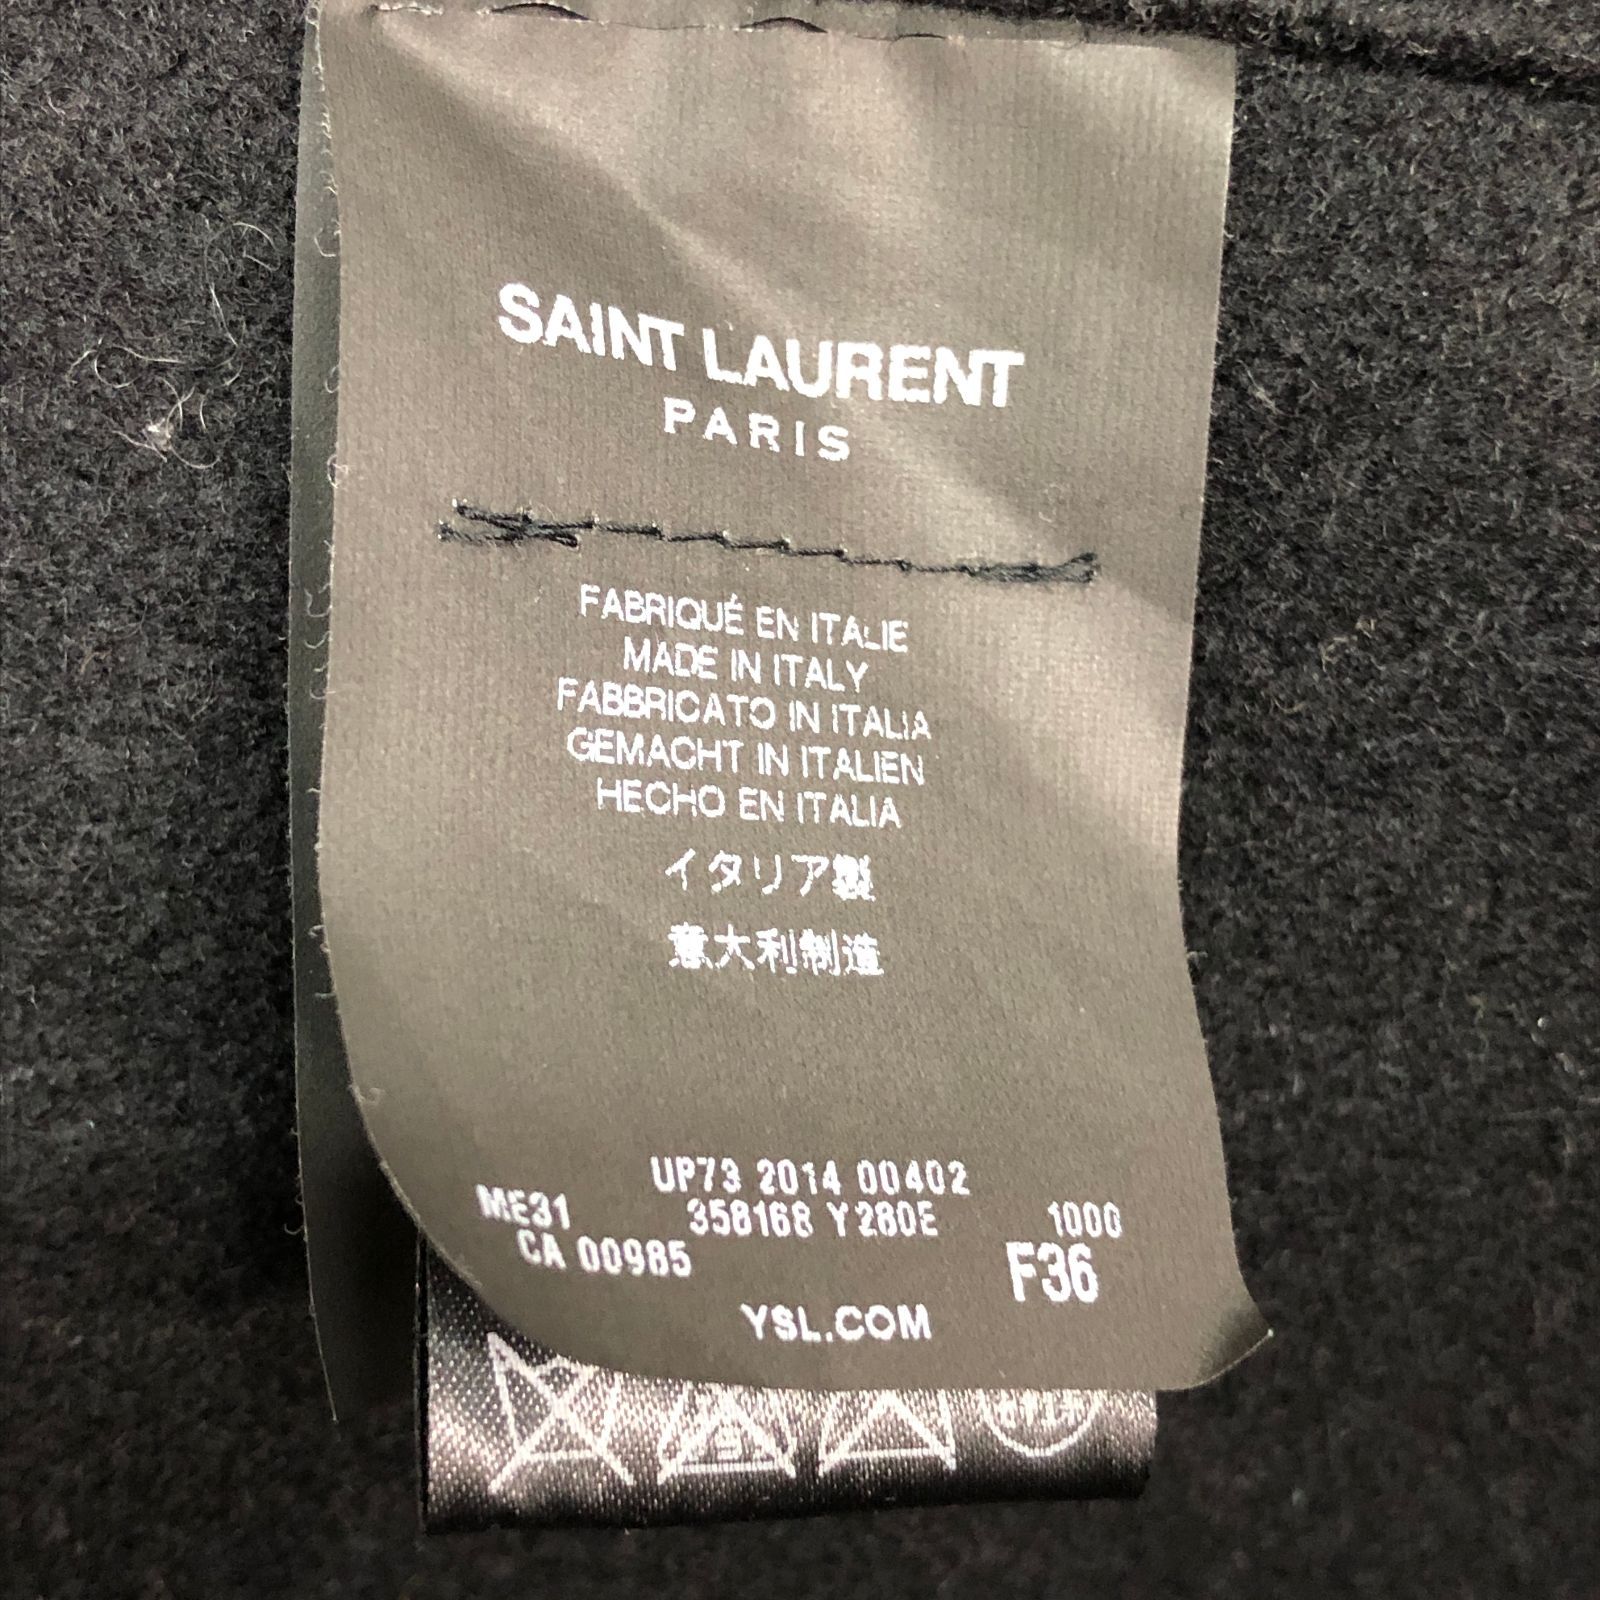 SAINT LAURENT
PARIS
FABRIQUÉ EN ITALIE
MADE IN ITALY
FABBRICATO IN ITALIA
GEMACHT IN ITALIEN
HECHO EN ITALIA
イタリア製
意大利制造
UP73 2014 00402
ME31 358168 Y280E 1000
CA 00985 F36
YSL.COM